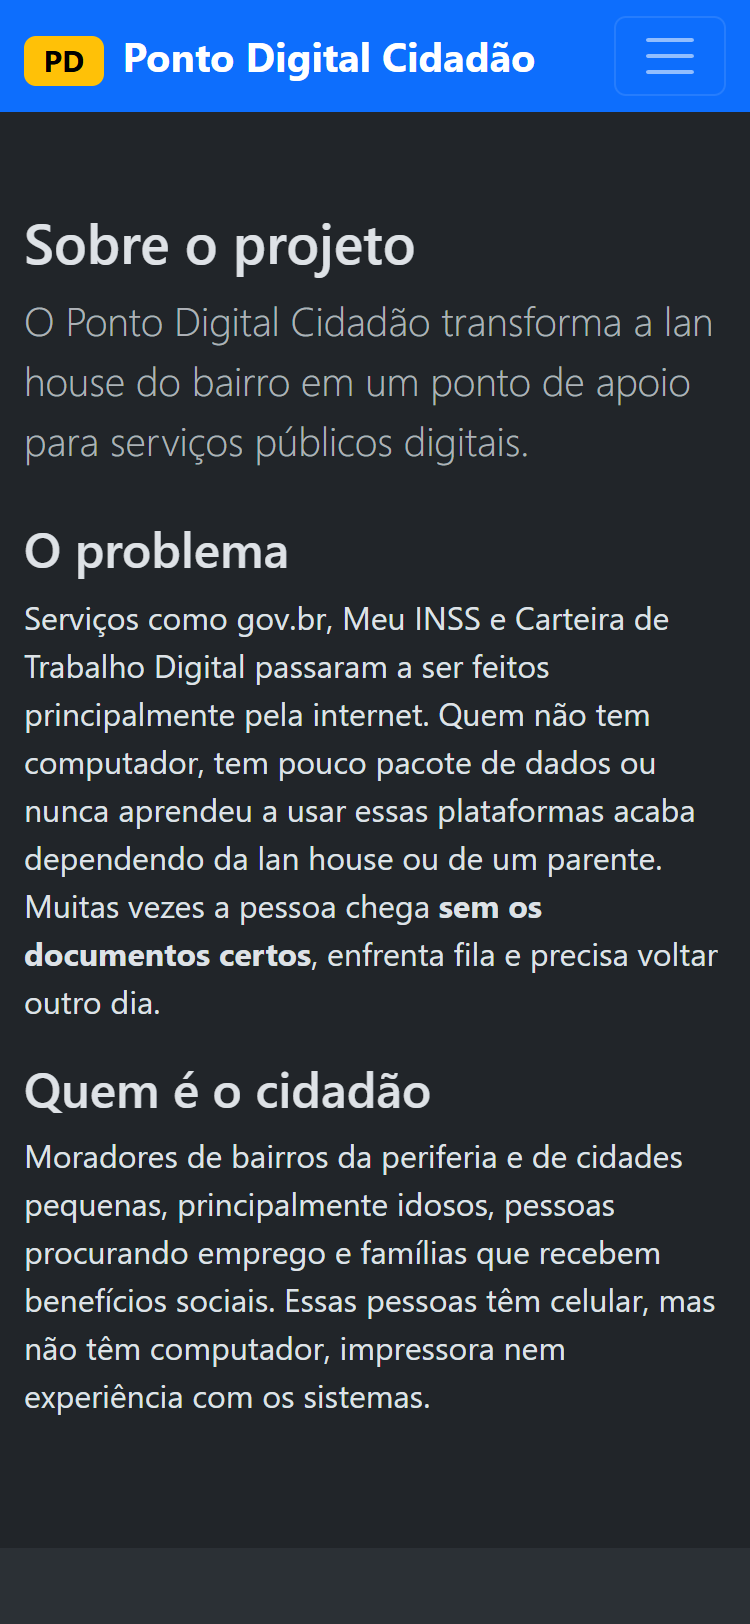 PD Ponto Digital Cidadão
Sobre o projeto
O Ponto Digital Cidadão transforma a lan
house do bairro em um ponto de apoio
para serviços públicos digitais.
O problema
Serviços como gov.br, Meu INSS e Carteira de
Trabalho Digital passaram a ser feitos
principalmente pela internet. Quem não tem
computador, tem pouco pacote de dados ou
nunca aprendeu a usar essas plataformas acaba
dependendo da lan house ou de um parente.
Muitas vezes a pessoa chega sem os
documentos certos, enfrenta fila e precisa voltar
outro dia.
Quem é o cidadão
Moradores de bairros da periferia e de cidades
pequenas, principalmente idosos, pessoas
procurando emprego e famílias que recebem
benefícios sociais. Essas pessoas têm celular, mas
não têm computador, impressora nem
experiência com os sistemas.